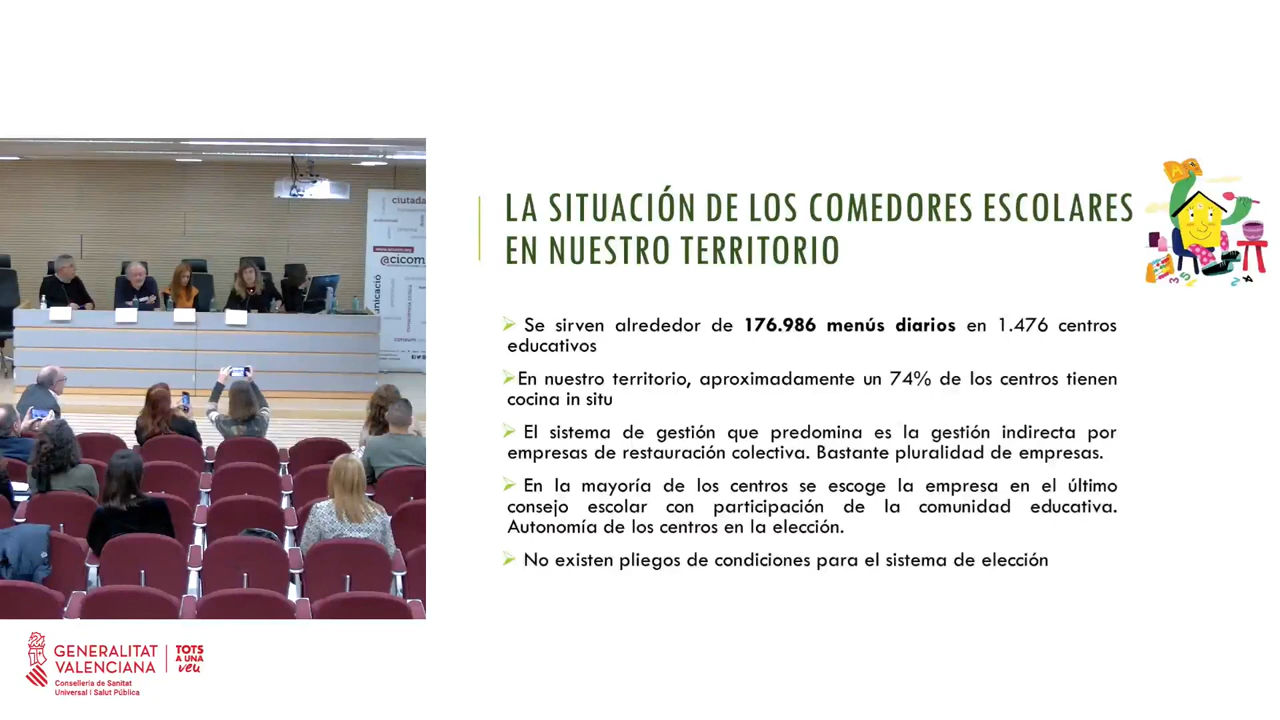 LA SITUACIÓN DE LOS COMEDORES ESCOLARES
EN NUESTRO TERRITORIO
Se sirven alrededor de 176.986 menús diarios en 1.476 centros
educativos
En nuestro territorio, aproximadamente un 74% de los centros tienen
cocina in situ
El sistema de gestión que predomina es la gestión indirecta por
empresas de restauración colectiva. Bastante pluralidad de empresas.
En la mayoría de los centros se escoge la empresa en el último
consejo escolar con participación de la comunidad educativa.
Autonomía de los centros en la elección.
No existen pliegos de condiciones para el sistema de elección
ciutada
@acicom
unicació
GENERALITAT
VALENCIANA
TOTS
A UNA
veu
Conselleria de Sanitat
Universal i Salut Pública